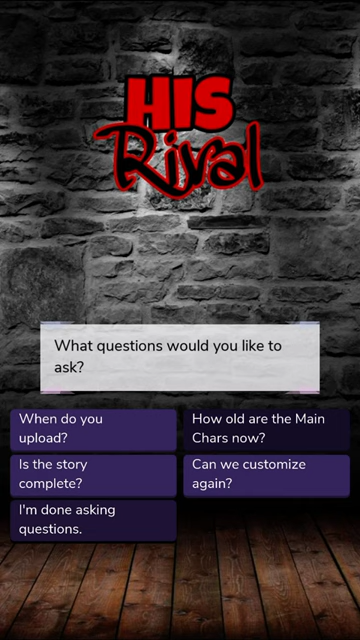 HIS
Rival
What questions would you like to
ask?
When do you
upload?
How old are the Main
Chars now?
Is the story
complete?
Can we customize
again?
I'm done asking
questions.